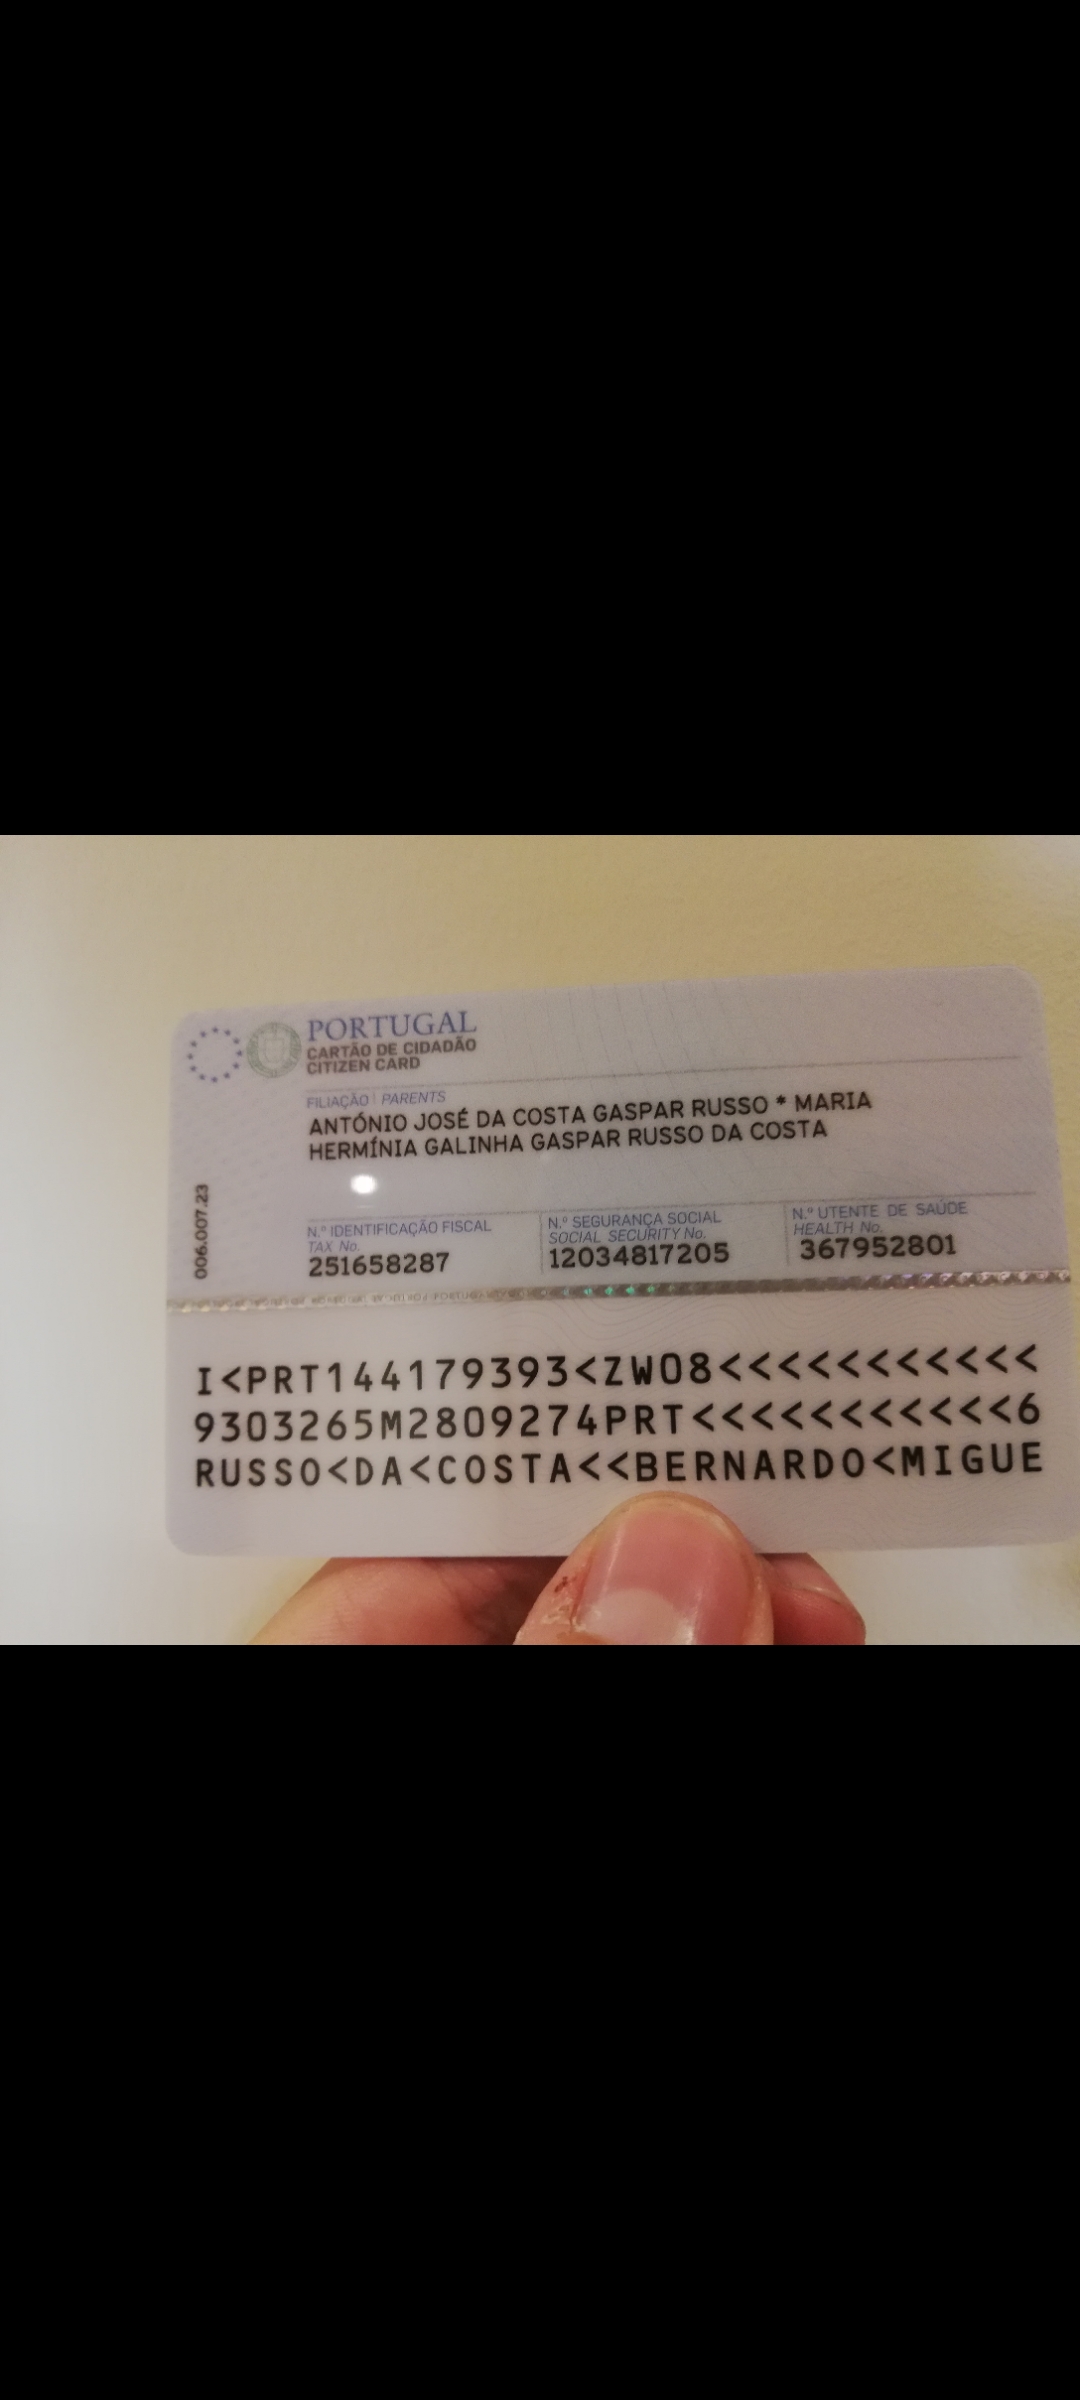 PORTUGAL
CARTÃO DE CIDADÃO
CITIZEN CARD
FILIAÇÃO | PARENTS
ANTÓNIO JOSÉ DA COSTA GASPAR RUSSO * MARIA
HERMÍNIA GALINHA GASPAR RUSSO DA COSTA
006.007.23
N.º IDENTIFICAÇÃO FISCAL
TAX No.
251658287
N.º SEGURANÇA SOCIAL
SOCIAL SECURITY No.
12034817205
N.º UTENTE DE SAÚDE
HEALTH No.
367952801
I<PRT144179393<ZW08<<<<<<<<<<<
9303265M2809274PRT<<<<<<<<<<<6
RUSSO<DA<COSTA<<BERNARDO<MIGUE